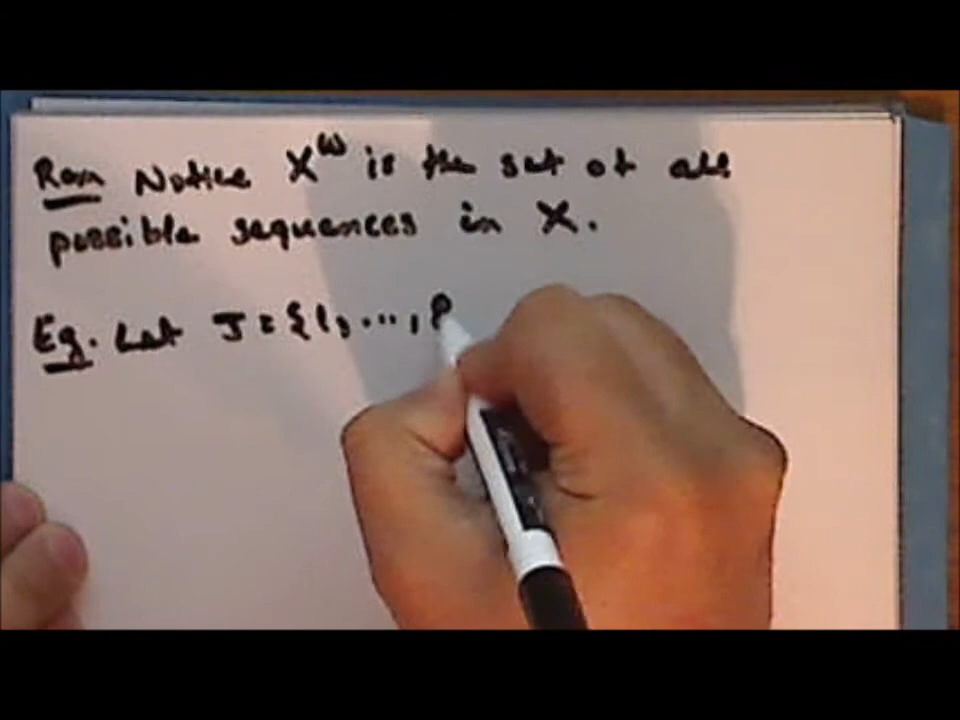 Rem Notice X^ω is the set of all
possible sequences in X.
Eg. Let J = {1, ..., P